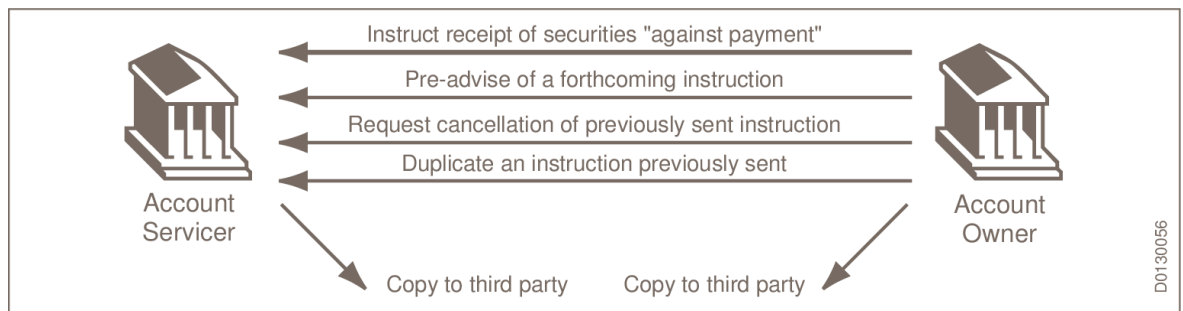 Instruct receipt of securities "against payment"
Pre-advise of a forthcoming instruction
Request cancellation of previously sent instruction
Duplicate an instruction previously sent
Account
Servicer
Account
Owner
Copy to third party
Copy to third party
D0130056